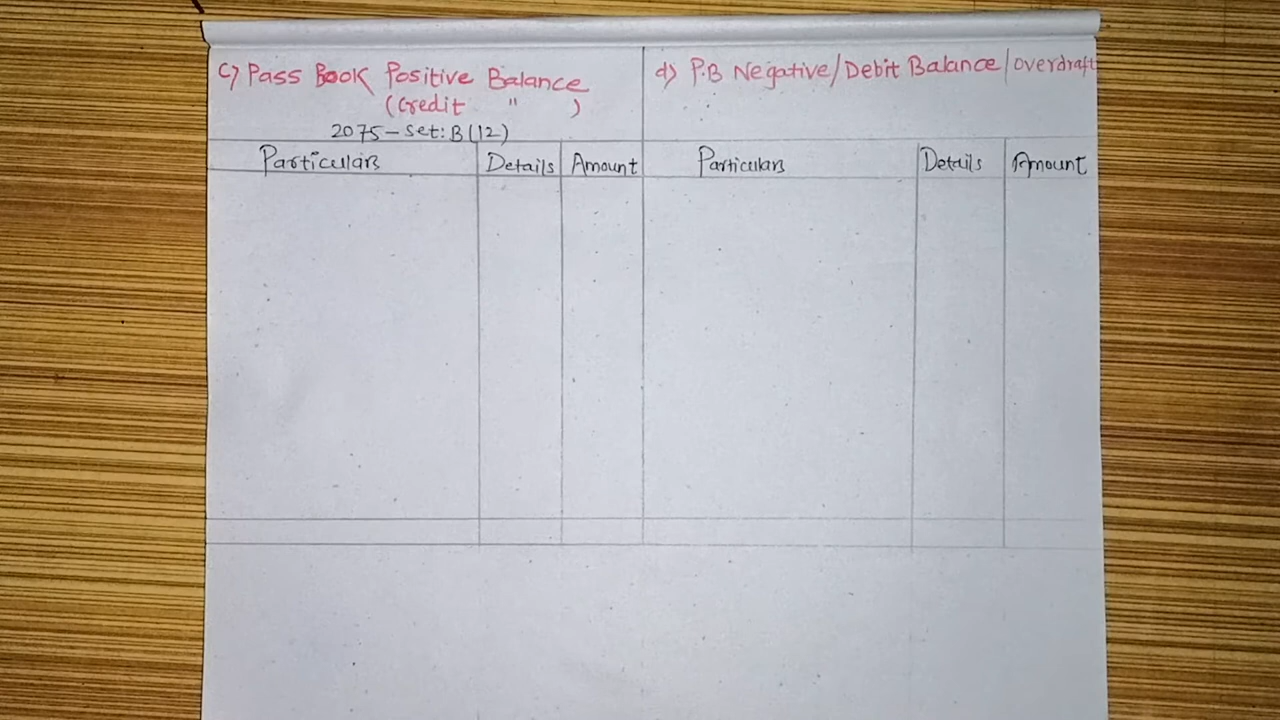 c) Pass Book Positive Balance
(Credit " )
2075-Set: B(12)
Particulars Details Amount
d) P.B Negative/Debit Balance/overdraft
Particulars Details Amount